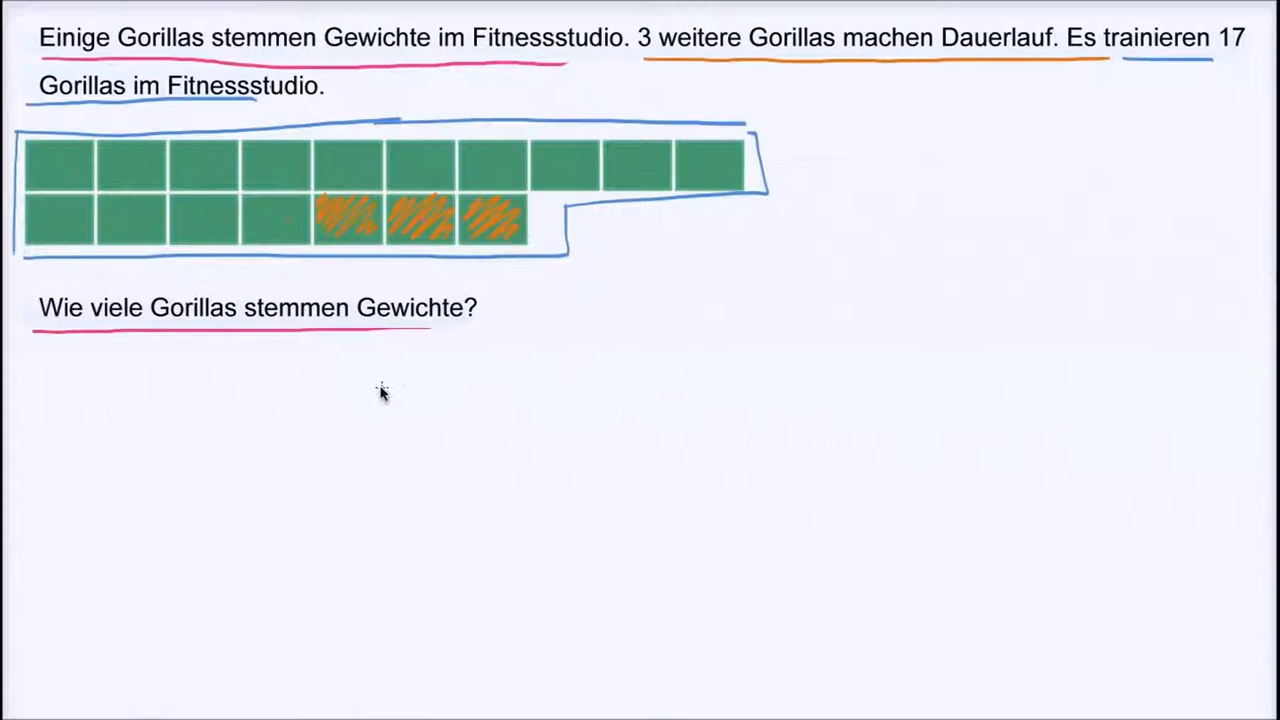 Einige Gorillas stemmen Gewichte im Fitnessstudio. 3 weitere Gorillas machen Dauerlauf. Es trainieren 17
Gorillas im Fitnessstudio.
Wie viele Gorillas stemmen Gewichte?